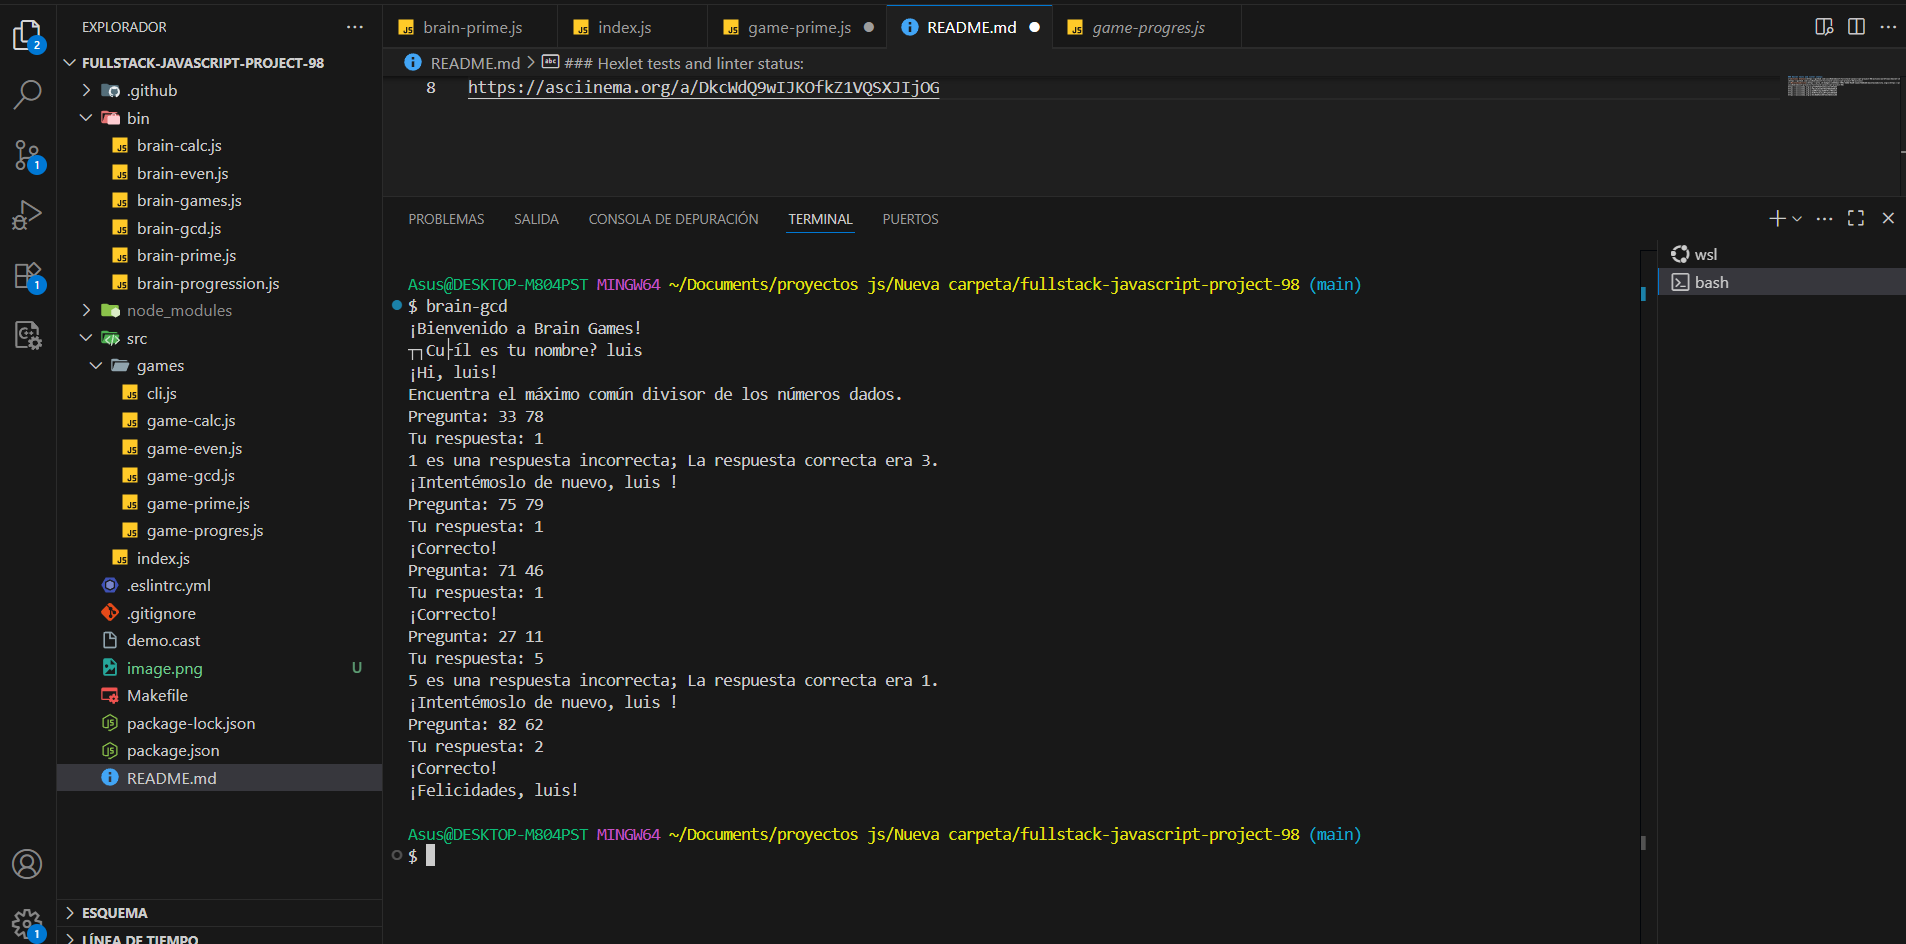 EXPLORADOR
FULLSTACK-JAVASCRIPT-PROJECT-98
.github
bin
brain-calc.js
brain-even.js
brain-games.js
brain-gcd.js
brain-prime.js
brain-progression.js
node_modules
src
games
cli.js
game-calc.js
game-even.js
game-gcd.js
game-prime.js
game-progres.js
index.js
.eslintrc.yml
.gitignore
demo.cast
image.png U
Makefile
package-lock.json
package.json
README.md
ESQUEMA
LÍNEA DE TIEMPO
2
1
1
1
brain-prime.js index.js game-prime.js README.md game-progres.js
README.md > ### Hexlet tests and linter status:
8 https://asciinema.org/a/DkcWdQ9wIJKOfkZ1VQSXJIjOG
PROBLEMAS SALIDA CONSOLA DE DEPURACIÓN TERMINAL PUERTOS
Asus@DESKTOP-M804PST MINGW64 ~/Documents/proyectos js/Nueva carpeta/fullstack-javascript-project-98 (main)
$ brain-gcd
¡Bienvenido a Brain Games!
┬┐Cu├íl es tu nombre? luis
¡Hi, luis!
Encuentra el máximo común divisor de los números dados.
Pregunta: 33 78
Tu respuesta: 1
1 es una respuesta incorrecta; La respuesta correcta era 3.
¡Intentémoslo de nuevo, luis !
Pregunta: 75 79
Tu respuesta: 1
¡Correcto!
Pregunta: 71 46
Tu respuesta: 1
¡Correcto!
Pregunta: 27 11
Tu respuesta: 5
5 es una respuesta incorrecta; La respuesta correcta era 1.
¡Intentémoslo de nuevo, luis !
Pregunta: 82 62
Tu respuesta: 2
¡Correcto!
¡Felicidades, luis!
Asus@DESKTOP-M804PST MINGW64 ~/Documents/proyectos js/Nueva carpeta/fullstack-javascript-project-98 (main)
$
wsl
bash